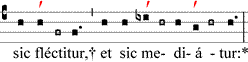 sic fléctitur,† et sic me- di- á - tur:*